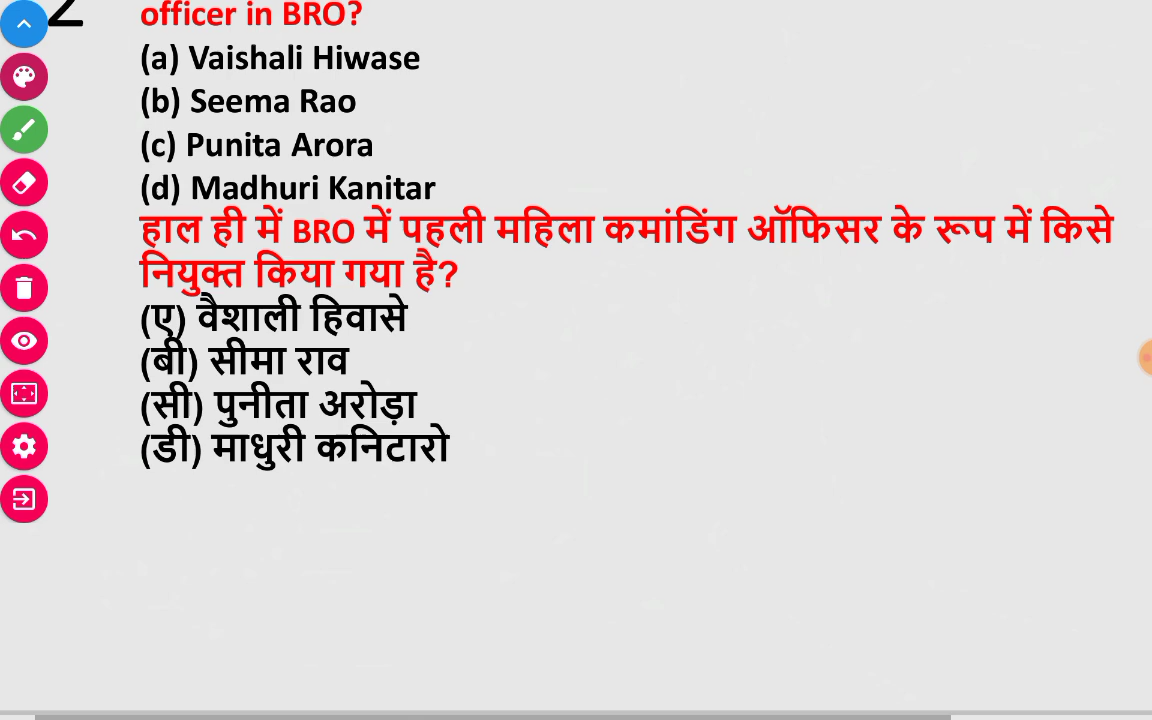 officer in BRO?
(a) Vaishali Hiwase
(b) Seema Rao
(c) Punita Arora
(d) Madhuri Kanitar
हाल ही में BRO में पहली महिला कमांडिंग ऑफिसर के रूप में किसे
नियुक्त किया गया है?
(ए) वैशाली हिवासे
(बी) सीमा राव
(सी) पुनीता अरोड़ा
(डी) माधुरी कनिटारो